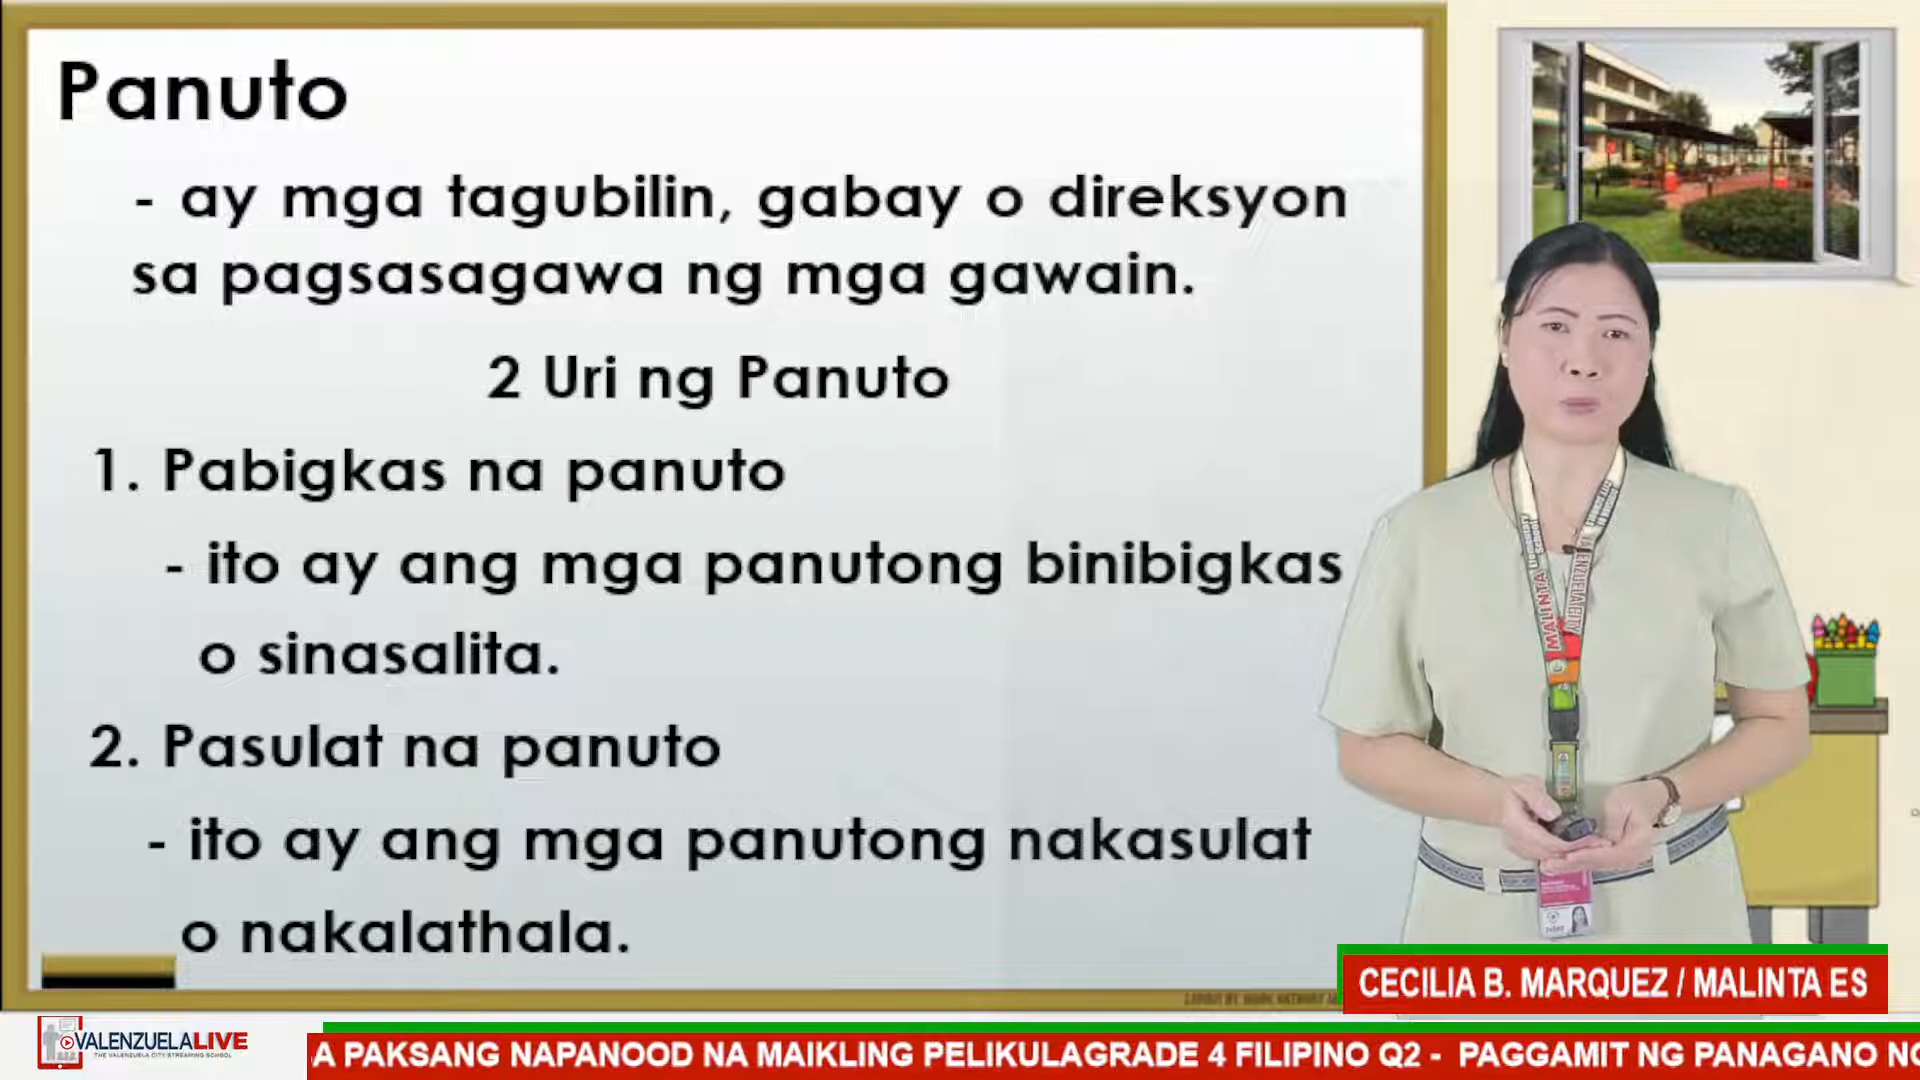 Panuto
- ay mga tagubilin, gabay o direksyon
sa pagsasagawa ng mga gawain.
2 Uri ng Panuto
1. Pabigkas na panuto
- ito ay ang mga panutong binibigkas
o sinasalita.
2. Pasulat na panuto
- ito ay ang mga panutong nakasulat
o nakalathala.
MALINTA
VALENZUELA CITY
CECILIA B. MARQUEZ / MALINTA ES
VALENZUELALIVE
THE VALENZUELA CITY STREAMING SCHOOL
A PAKSANG NAPANOOD NA MAIKLING PELIKULAGRADE 4 FILIPINO Q2 - PAGGAMIT NG PANAGANO NG